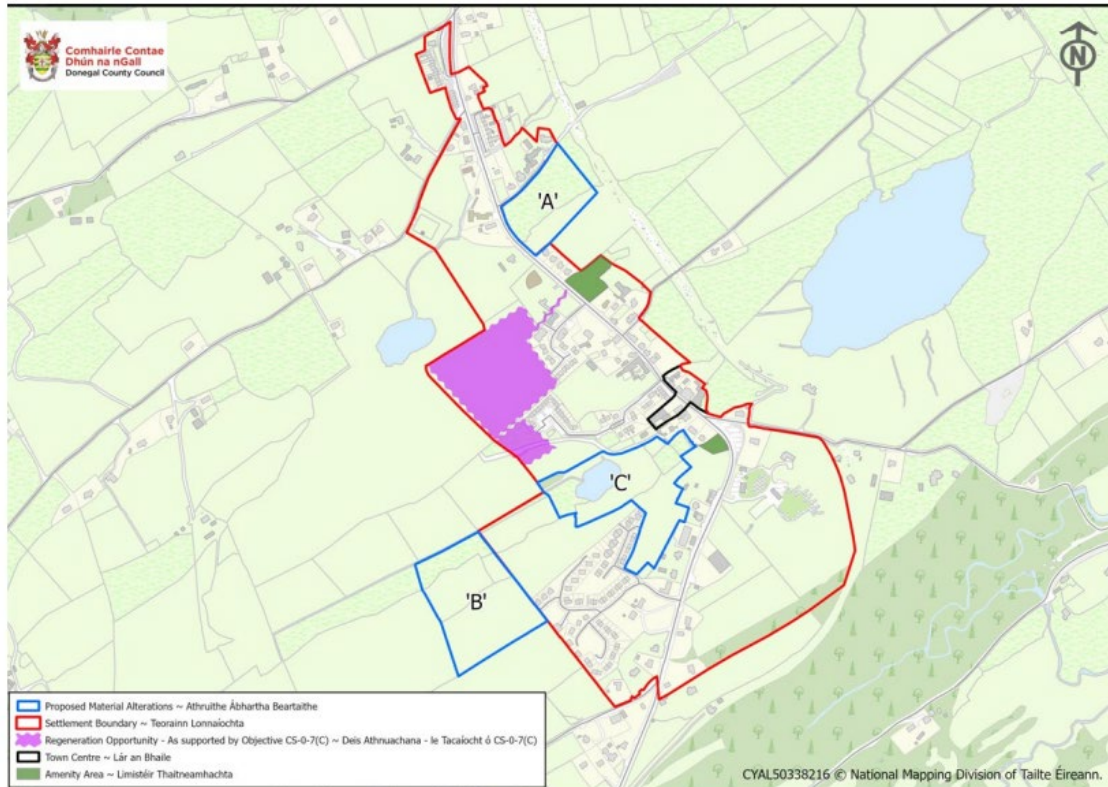 Comhairle Contae
Dhún na nGall
Donegal County Council
N
'A'
'C'
'B'
Proposed Material Alterations ~ Athruithe Ábhartha Beartaithe
Settlement Boundary ~ Teorainn Lonnaíochta
Regeneration Opportunity - As supported by Objective CS-0-7(C) ~ Deis Athnuachana - le Tacaíocht ó CS-0-7(C)
Town Centre ~ Lár an Bhaile
Amenity Area ~ Limistéir Thaitneamhachta
CYAL50338216 © National Mapping Division of Tailte Éireann.